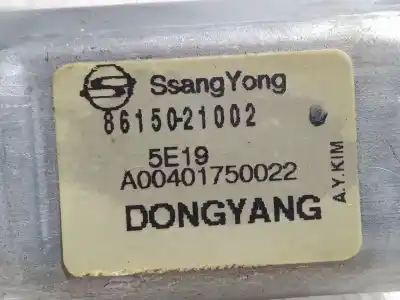 SsangYong
86150-21002
5E19
A00401750022
DONGYANG
A.Y.KIM